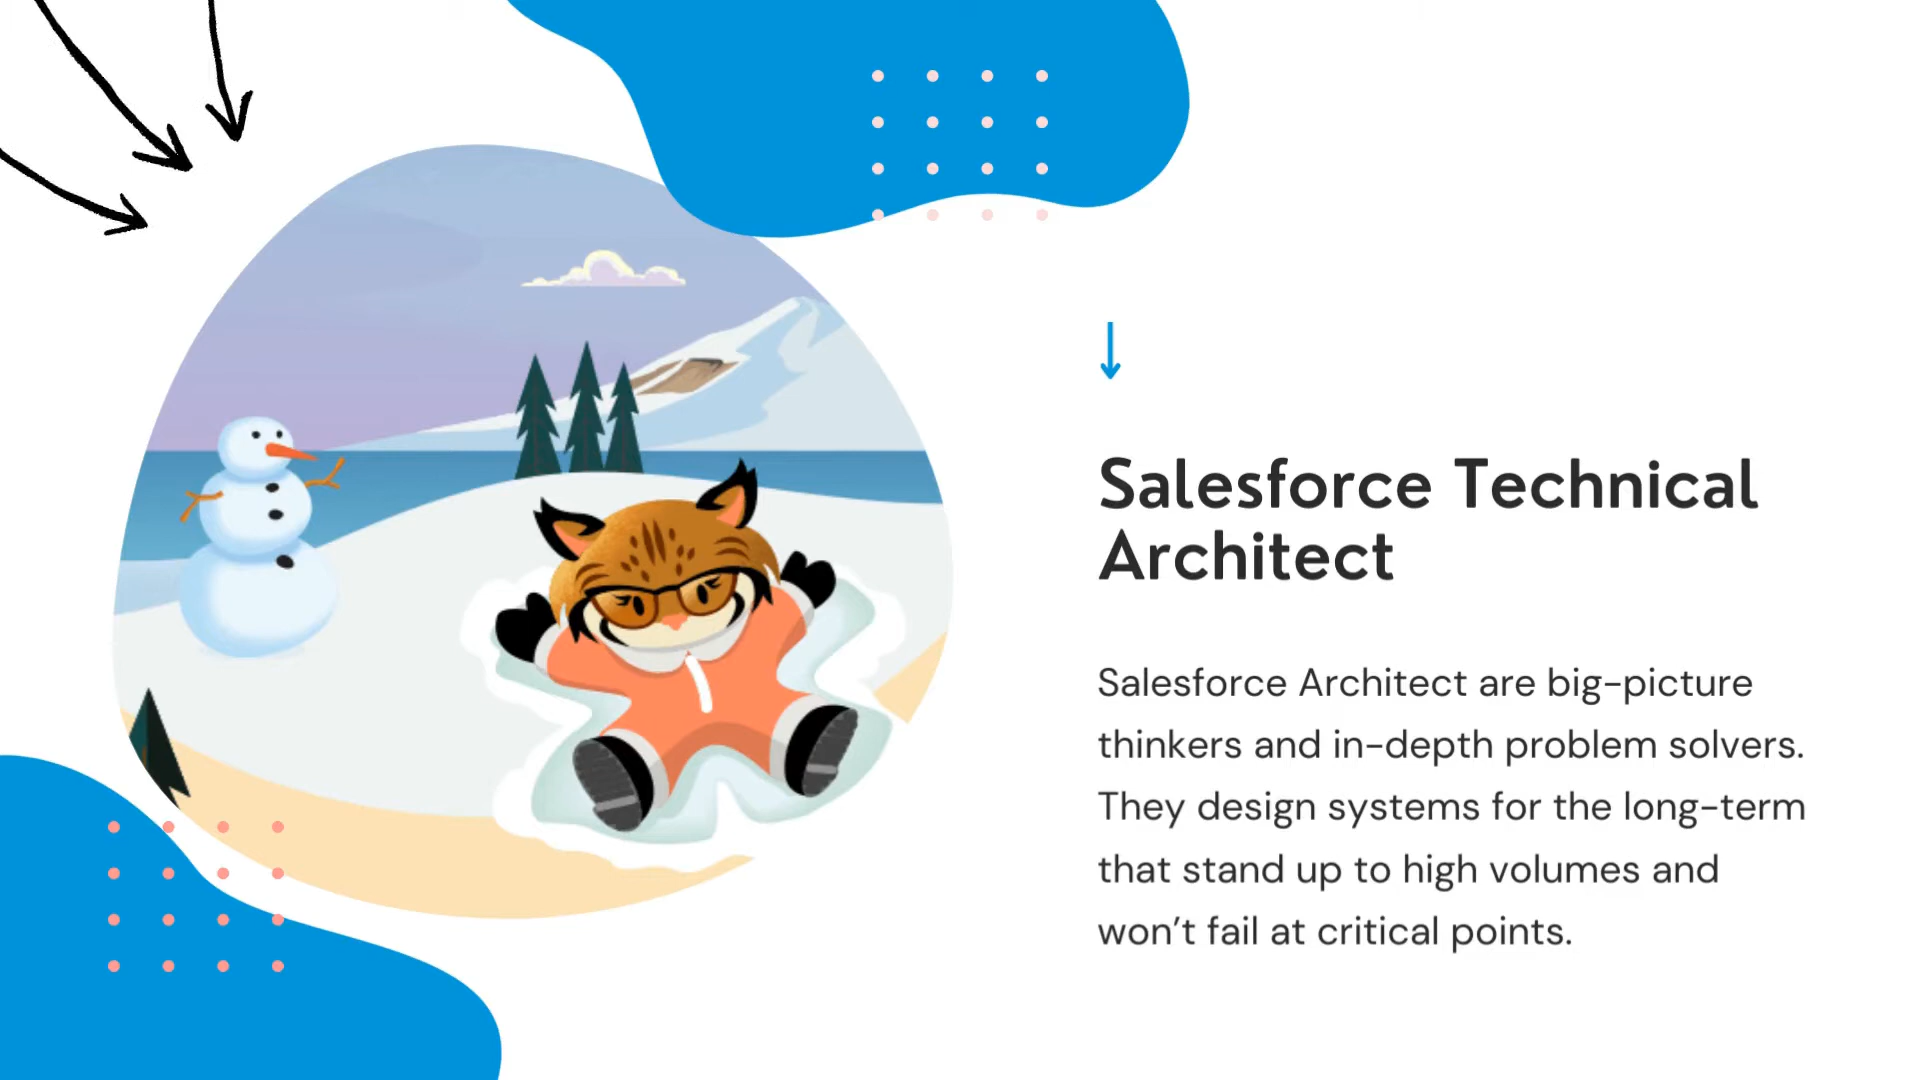 Salesforce Technical
Architect
Salesforce Architect are big-picture
thinkers and in-depth problem solvers.
They design systems for the long-term
that stand up to high volumes and
won’t fail at critical points.